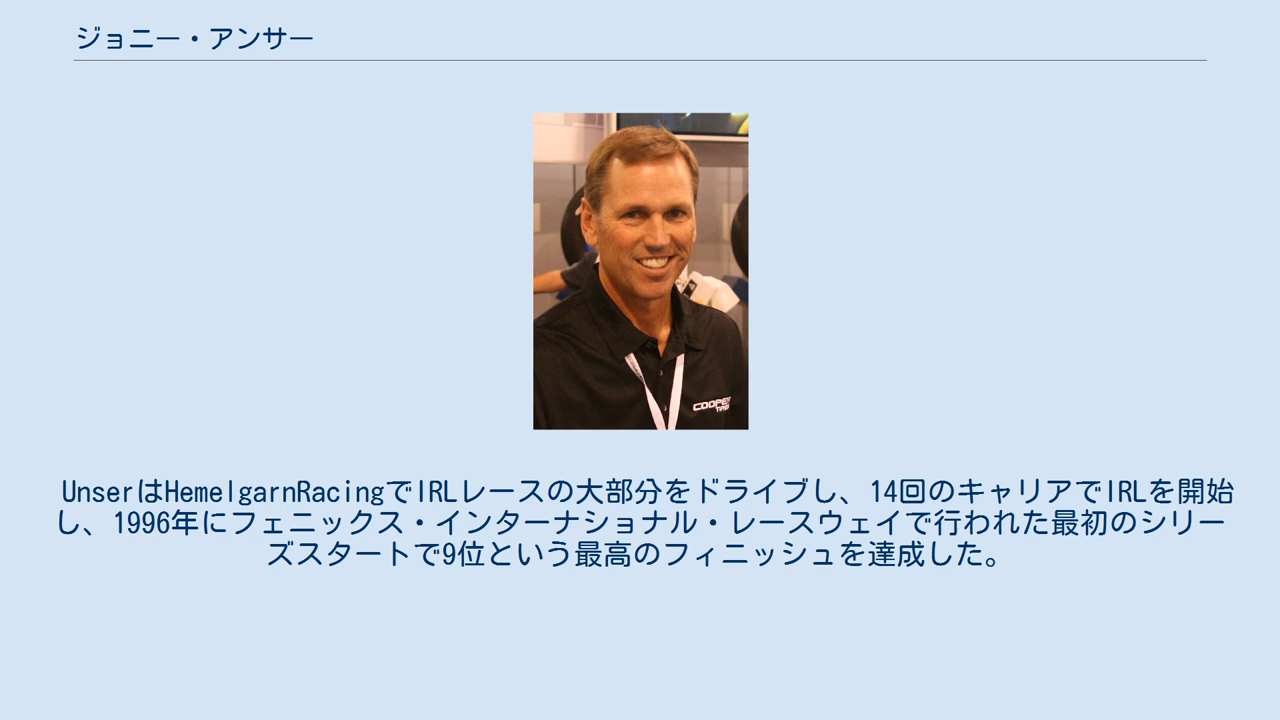 ジョニー・アンサー
COOPER
TIRES
UnserはHemelgarnRacingでIRLレースの大部分をドライブし、14回のキャリアでIRLを開始
し、1996年にフェニックス・インターナショナル・レースウェイで行われた最初のシリー
ズスタートで9位という最高のフィニッシュを達成した。